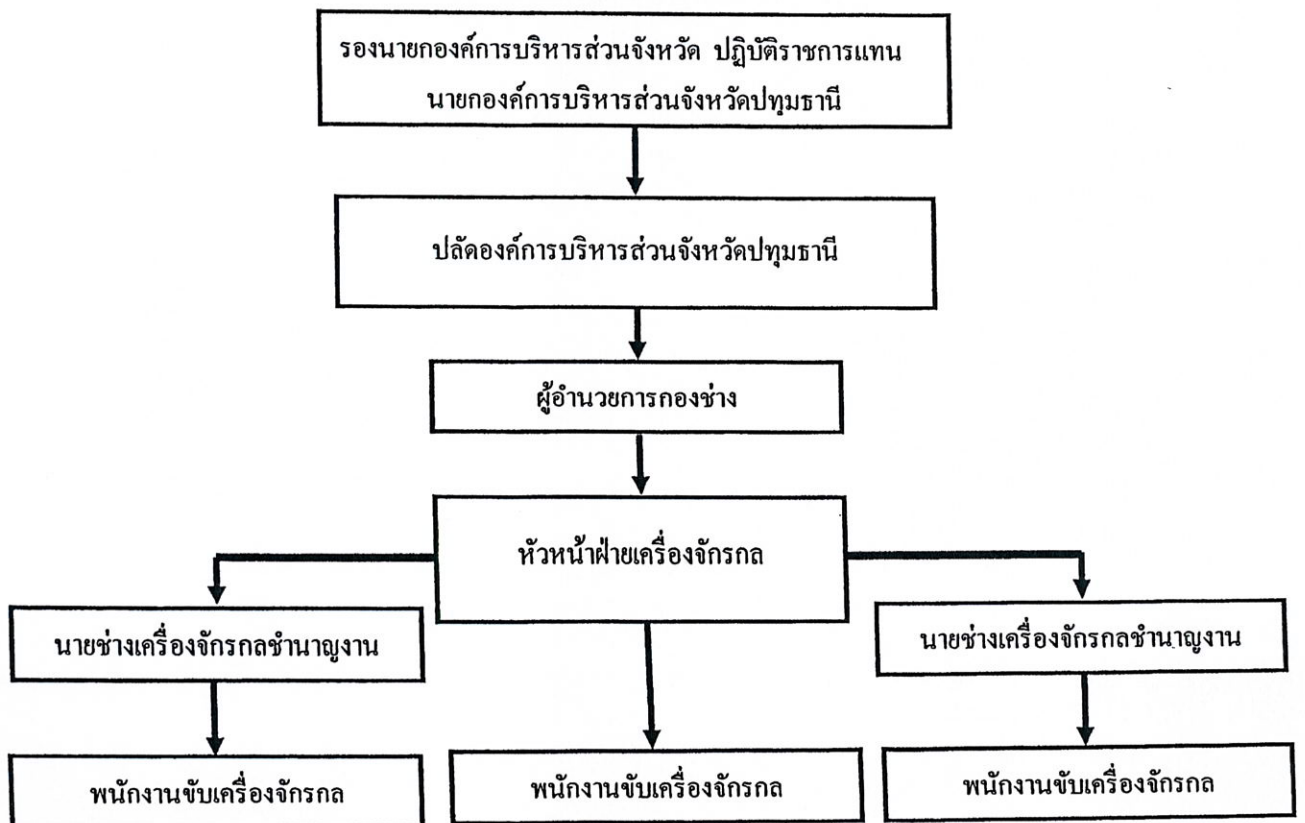 รองนายกองค์การบริหารส่วนจังหวัด ปฏิบัติราชการแทน
นายกองค์การบริหารส่วนจังหวัดปทุมธานี
ปลัดองค์การบริหารส่วนจังหวัดปทุมธานี
ผู้อำนวยการกองช่าง
หัวหน้าฝ่ายเครื่องจักรกล
นายช่างเครื่องจักรกลชำนาญงาน
นายช่างเครื่องจักรกลชำนาญงาน
พนักงานขับเครื่องจักรกล
พนักงานขับเครื่องจักรกล
พนักงานขับเครื่องจักรกล